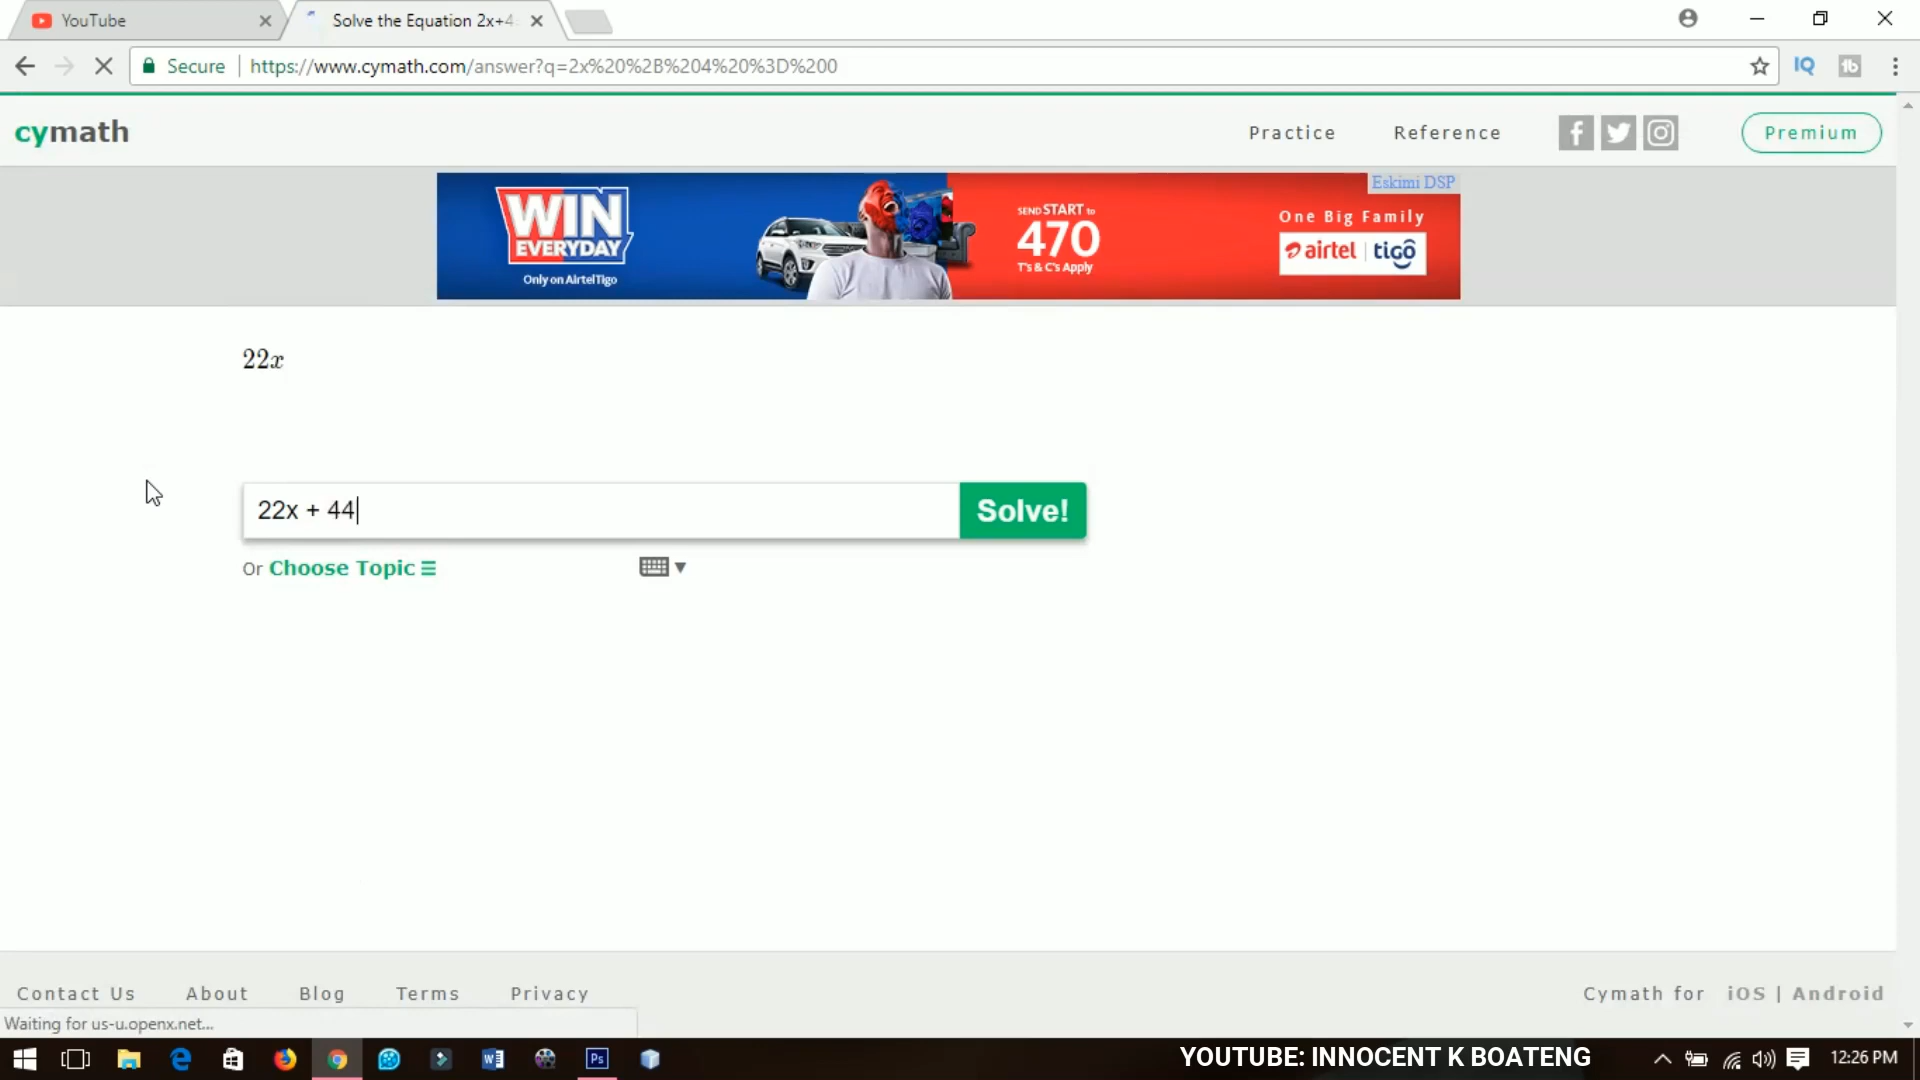 YouTube
Solve the Equation 2x+4
Secure
https://www.cymath.com/answer?q=2x%20%2B%204%20%3D%200
IQ
tb
cymath
Practice
Reference
Premium
WIN
EVERYDAY
Only on AirtelTigo
SEND START to
470
T's & C's Apply
Eskimi DSP
One Big Family
airtel | tiGO
22x
22x + 44
Solve!
Or Choose Topic
Contact Us
About
Blog
Terms
Privacy
Cymath for iOS | Android
Waiting for us-u.openx.net...
Ps
YOUTUBE: INNOCENT K BOATENG
12:26 PM